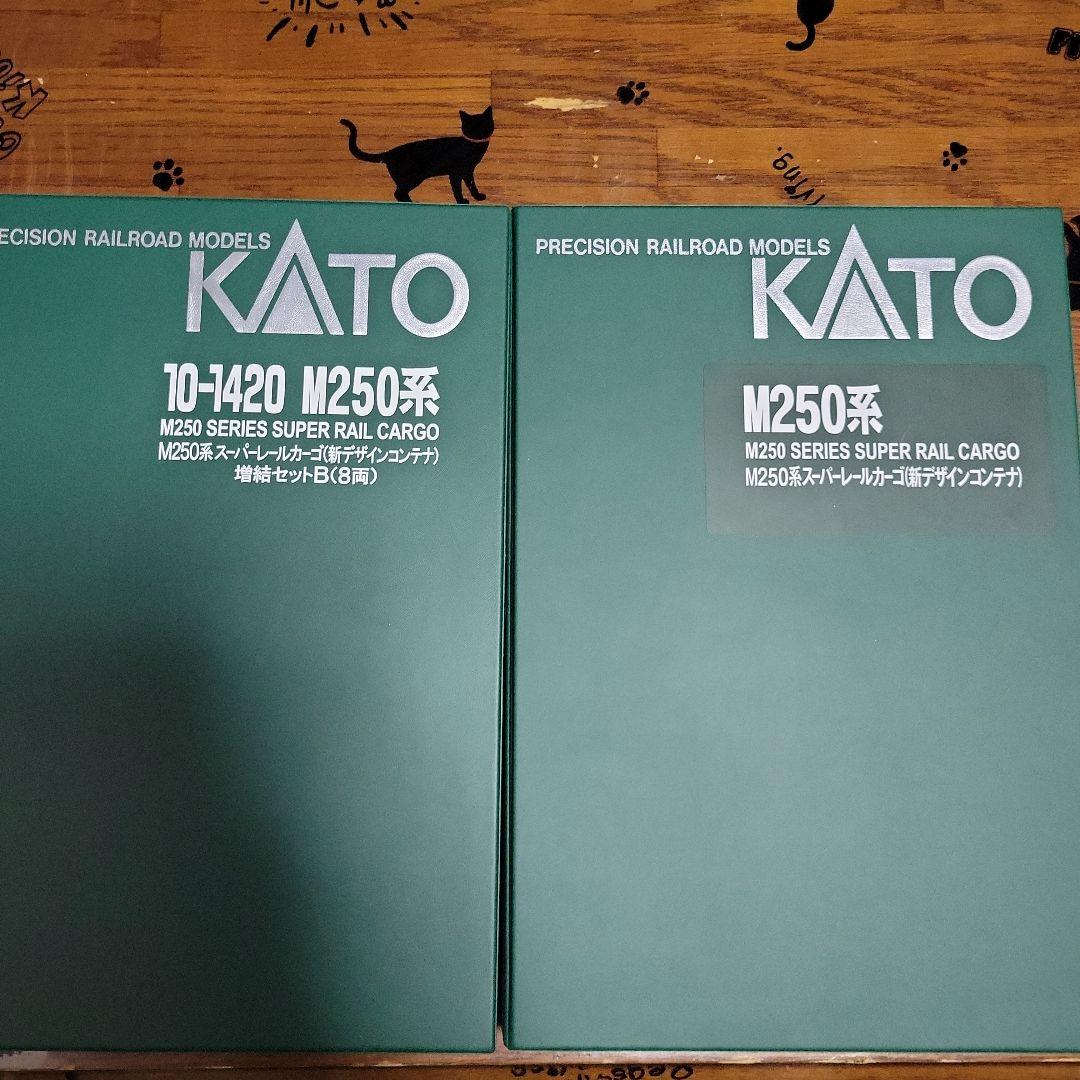 ECISION RAILROAD MODELS
KATO
10-1420 M250系
M250 SERIES SUPER RAIL CARGO
M250系スーパーレールカーゴ(新デザインコンテナ)
増結セットB(8両)
PRECISION RAILROAD MODELS
KATO
M250系
M250 SERIES SUPER RAIL CARGO
M250系スーパーレールカーゴ(新デザインコンテナ)